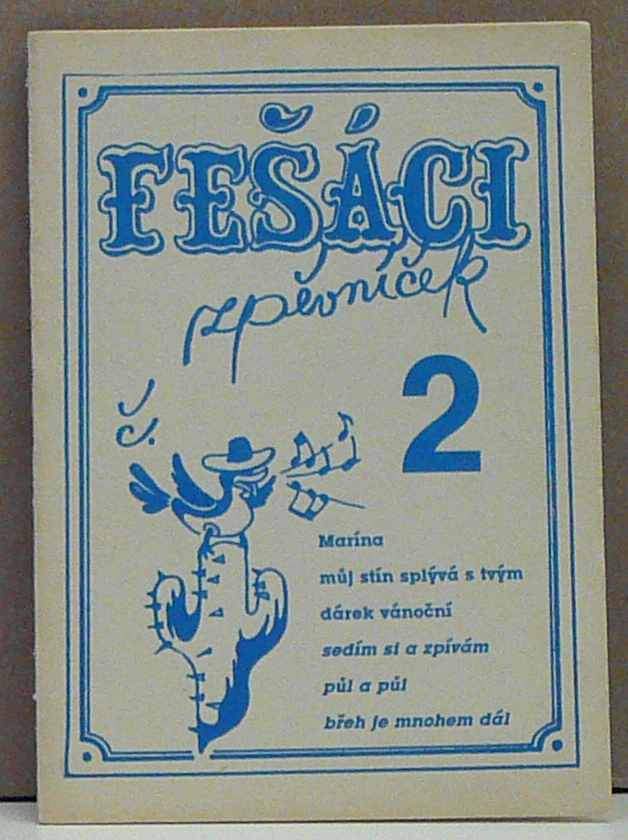 FEŠÁCI
zpěvníček
č. 2
Marína
můj stín splývá s tvým
dárek vánoční
sedím si a zpívám
půl a půl
břeh je mnohem dál